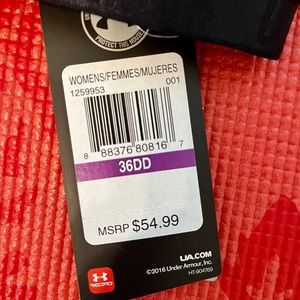 PROTECT THIS HOUSE
WOMENS/FEMMES/MUJERES
1259953 001
8 88376 80816 7
36DD
MSRP $54.99
UA.COM
©2016 Under Armour, Inc.
HT-904769
RECORD